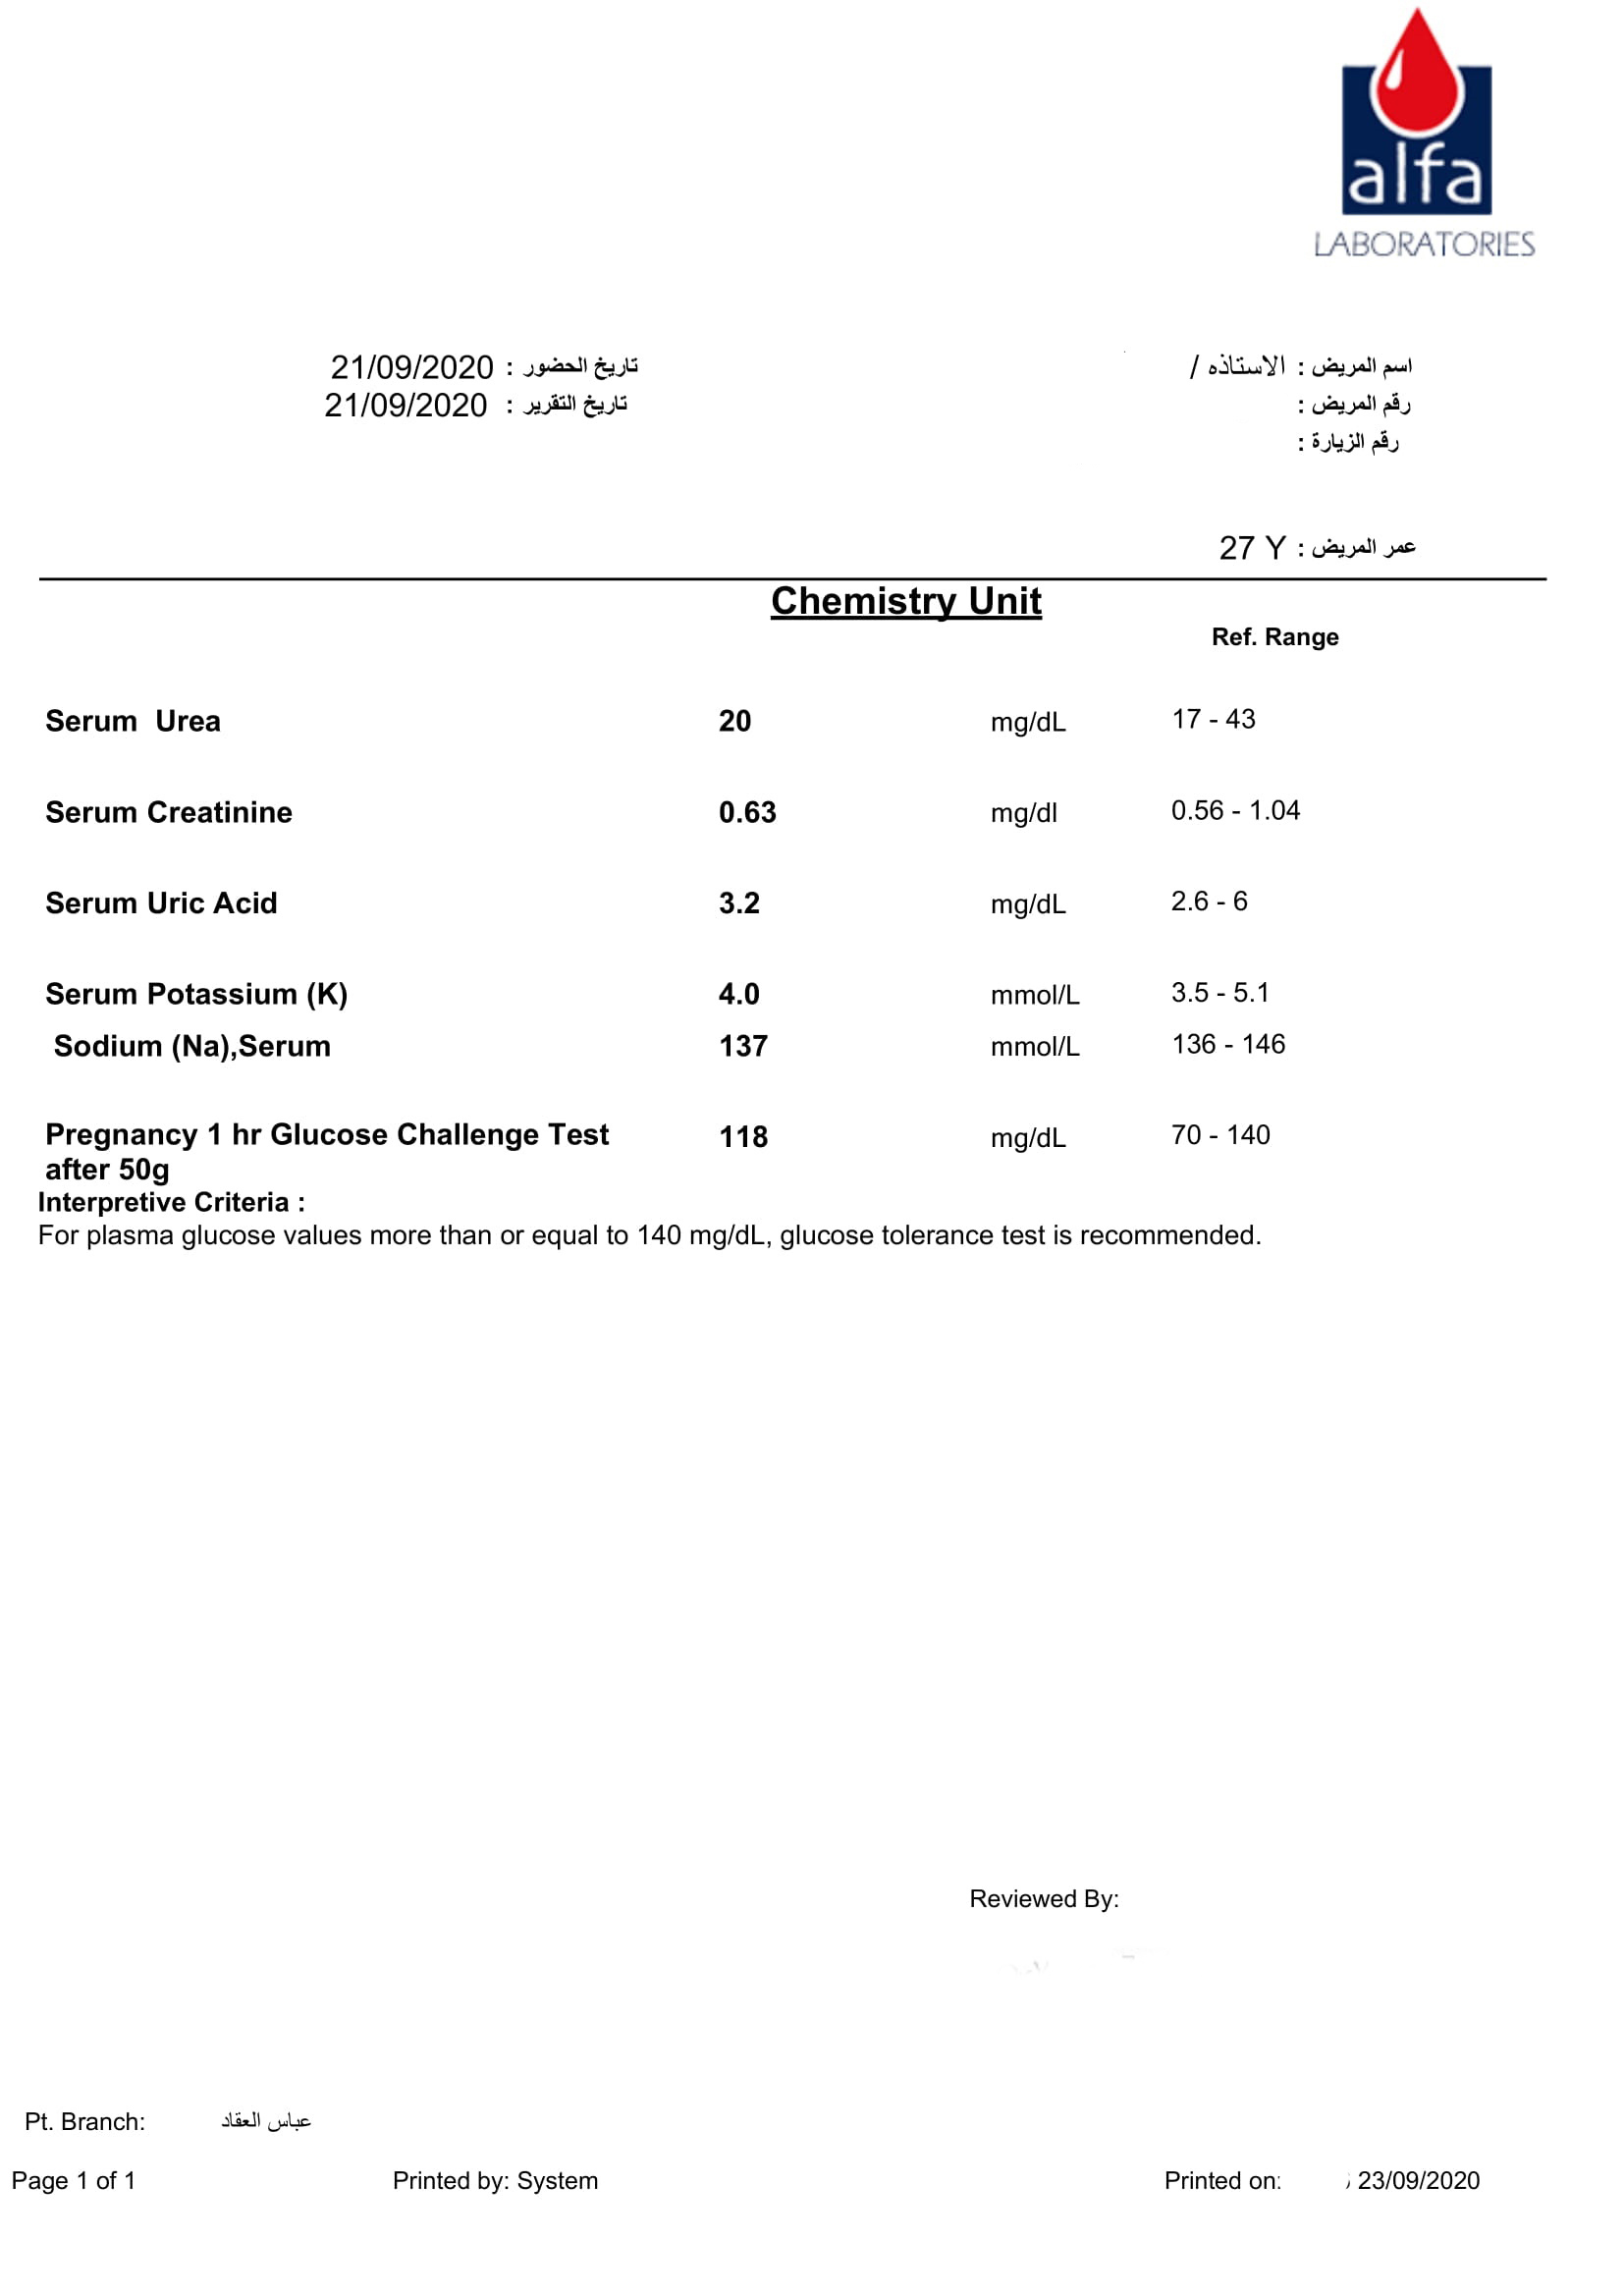 alfa
LABORATORIES
اسم المريض : الاستاذه / تاريخ الحضور : 21/09/2020
رقم المريض : تاريخ التقرير : 21/09/2020
رقم الزيارة :
عمر المريض : 27 Y
Chemistry Unit
Ref. Range
Serum Urea 20 mg/dL 17 - 43
Serum Creatinine 0.63 mg/dl 0.56 - 1.04
Serum Uric Acid 3.2 mg/dL 2.6 - 6
Serum Potassium (K) 4.0 mmol/L 3.5 - 5.1
Sodium (Na),Serum 137 mmol/L 136 - 146
Pregnancy 1 hr Glucose Challenge Test 118 mg/dL 70 - 140
after 50g
Interpretive Criteria :
For plasma glucose values more than or equal to 140 mg/dL, glucose tolerance test is recommended.
Reviewed By:
Pt. Branch: عباس العقاد
Page 1 of 1 Printed by: System Printed on: 23/09/2020